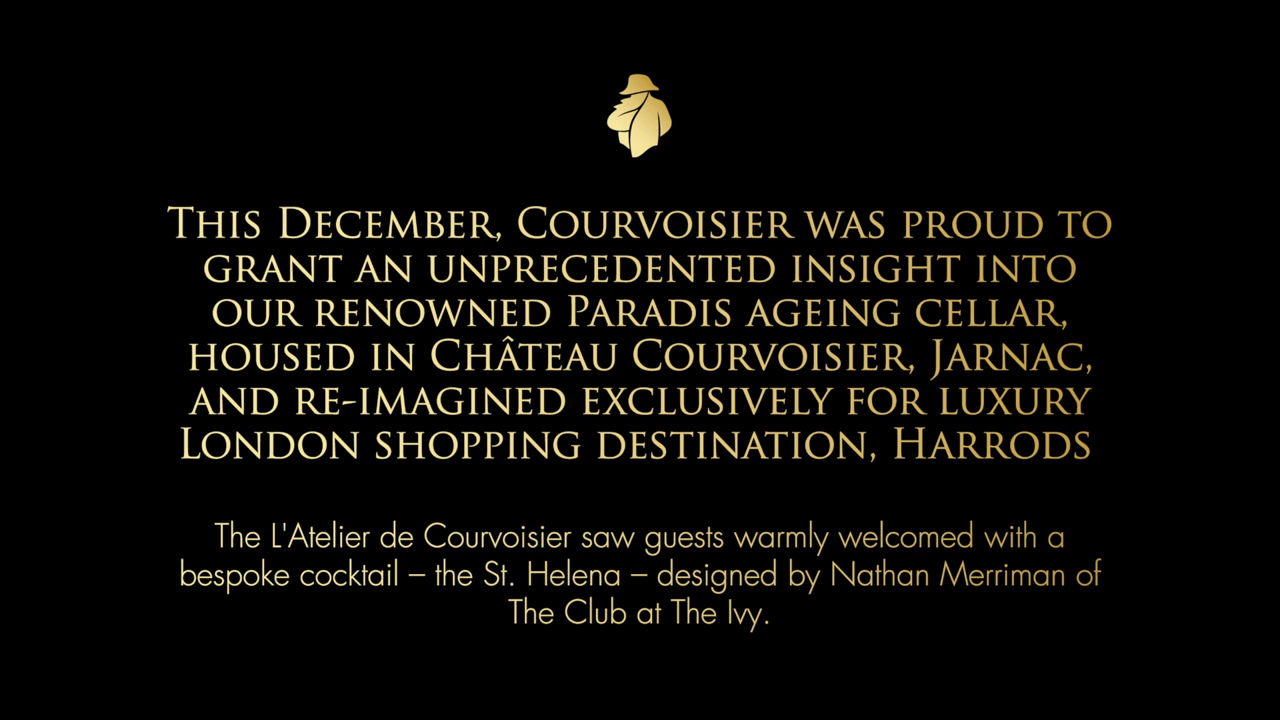 This December, Courvoisier was proud to
grant an unprecedented insight into
our renowned Paradis ageing cellar,
housed in Château Courvoisier, Jarnac,
and re-imagined exclusively for luxury
London shopping destination, Harrods
The L'Atelier de Courvoisier saw guests warmly welcomed with a
bespoke cocktail – the St. Helena – designed by Nathan Merriman of
The Club at The Ivy.